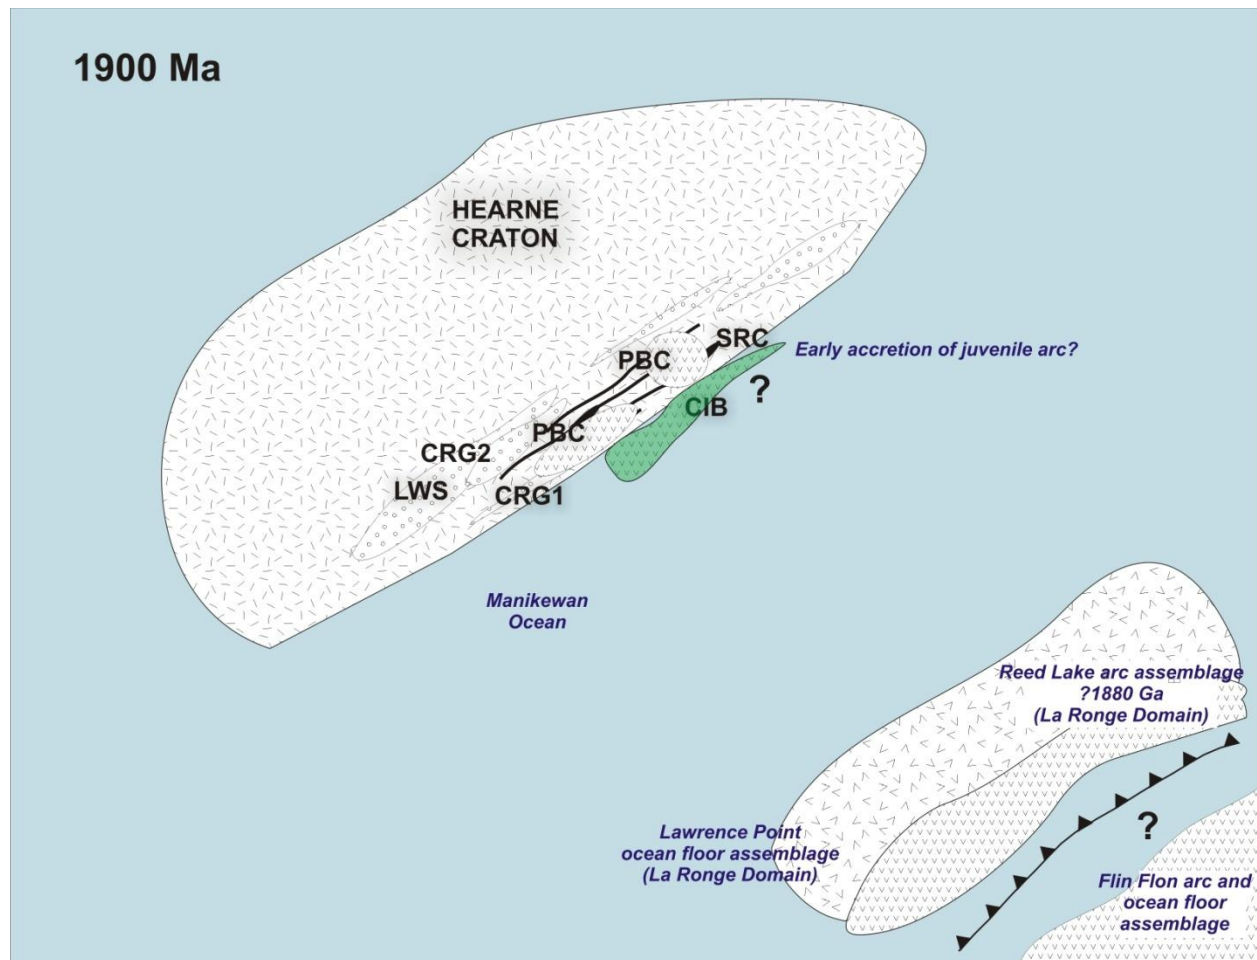 1900 Ma
HEARNE
CRATON
SRC
Early accretion of juvenile arc?
PBC
?
CIB
PBC
CRG2
LWS
CRG1
Manikewan
Ocean
Reed Lake arc assemblage
?1880 Ga
(La Ronge Domain)
Lawrence Point
ocean floor assemblage
(La Ronge Domain)
?
Flin Flon arc and
ocean floor
assemblage